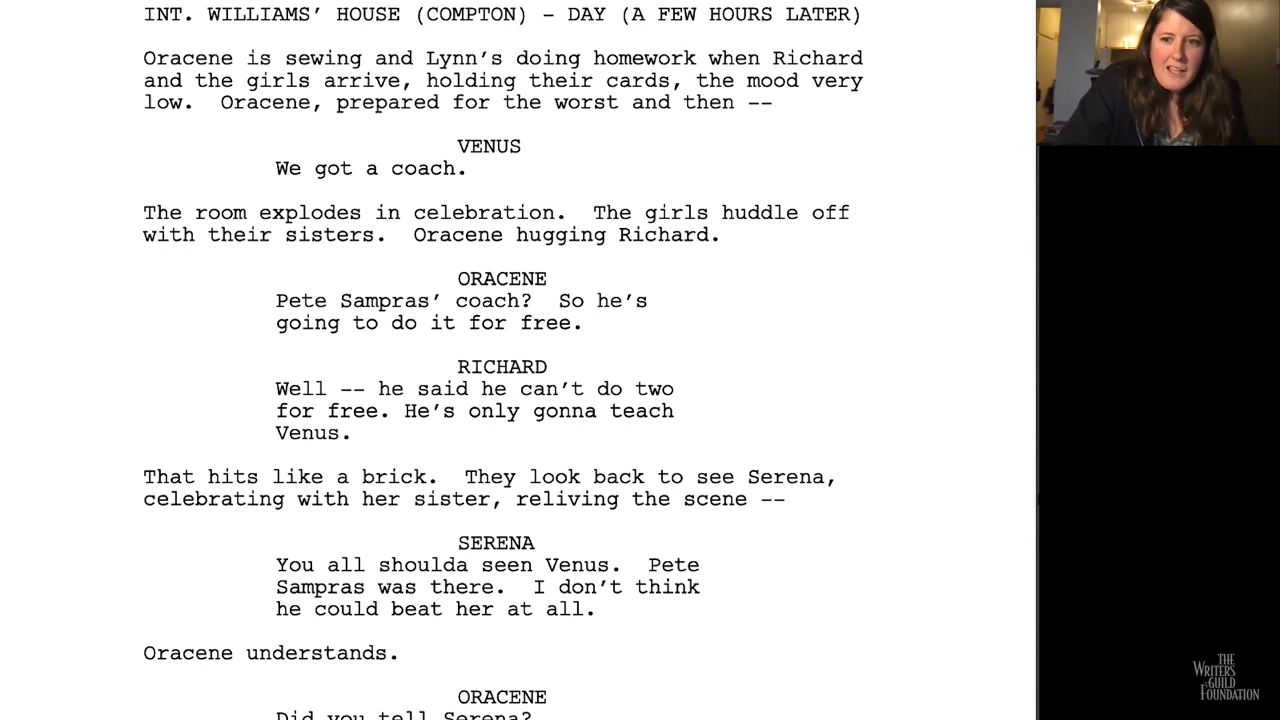 INT. WILLIAMS' HOUSE (COMPTON) - DAY (A FEW HOURS LATER)
Oracene is sewing and Lynn's doing homework when Richard
and the girls arrive, holding their cards, the mood very
low.  Oracene, prepared for the worst and then --
VENUS
We got a coach.
The room explodes in celebration.  The girls huddle off
with their sisters.  Oracene hugging Richard.
ORACENE
Pete Sampras' coach?  So he's
going to do it for free.
RICHARD
Well -- he said he can't do two
for free. He's only gonna teach
Venus.
That hits like a brick.  They look back to see Serena,
celebrating with her sister, reliving the scene --
SERENA
You all shoulda seen Venus.  Pete
Sampras was there.  I don't think
he could beat her at all.
Oracene understands.
ORACENE
Did you tell Serena?
THE
WRITERS
GUILD
FOUNDATION